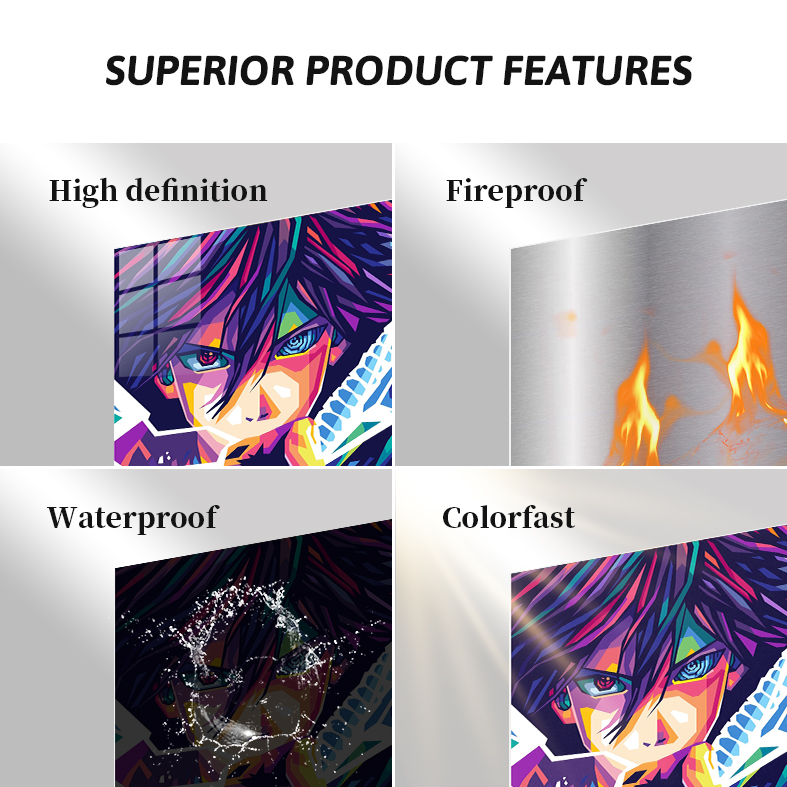 SUPERIOR PRODUCT FEATURES
High definition
Fireproof
Waterproof
Colorfast